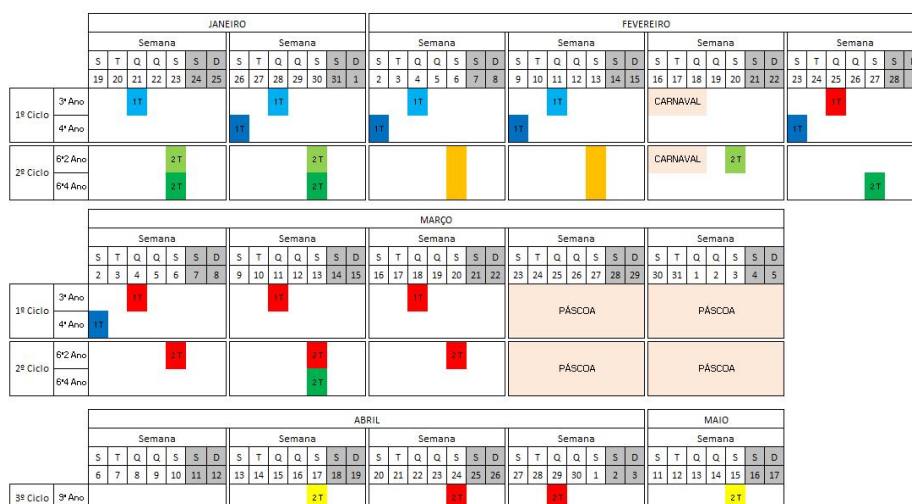 JANEIRO FEVEREIRO
Semana Semana Semana Semana Semana Semana
S T Q Q S S D S T Q Q S S D S T Q Q S S D S T Q Q S S D S T Q Q S S D S T Q Q S S
19 20 21 22 23 24 25 26 27 28 29 30 31 1 2 3 4 5 6 7 8 9 10 11 12 13 14 15 16 17 18 19 20 21 22 23 24 25 26 27 28
1º Ciclo 3º Ano 1T 1T 1T 1T CARNAVAL 1T
4º Ano 1T 1T 1T 1T
2º Ciclo 6º2 Ano 2T 2T CARNAVAL 2T
6º4 Ano 2T 2T 2T
MARÇO
Semana Semana Semana Semana Semana
S T Q Q S S D S T Q Q S S D S T Q Q S S D S T Q Q S S D S T Q Q S S D
2 3 4 5 6 7 8 9 10 11 12 13 14 15 16 17 18 19 20 21 22 23 24 25 26 27 28 29 30 31 1 2 3 4 5
1º Ciclo 3º Ano 1T 1T 1T PÁSCOA PÁSCOA
4º Ano 1T
2º Ciclo 6º2 Ano 2T 2T 2T PÁSCOA PÁSCOA
6º4 Ano 2T
ABRIL MAIO
Semana Semana Semana Semana Semana
S T Q Q S S D S T Q Q S S D S T Q Q S S D S T Q Q S S D S T Q Q S S D
6 7 8 9 10 11 12 13 14 15 16 17 18 19 20 21 22 23 24 25 26 27 28 29 30 1 2 3 11 12 13 14 15 16 17
3º Ciclo 9º Ano 2T 2T 2T 2T